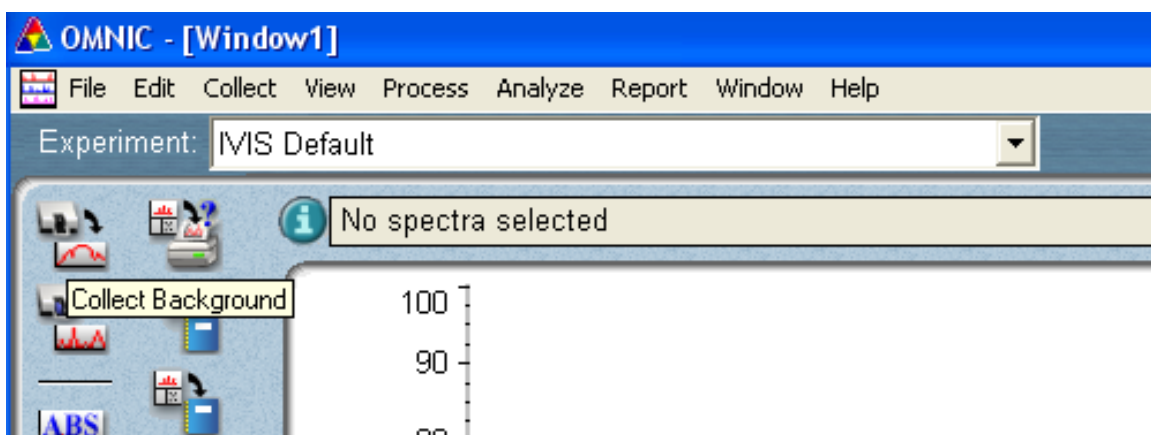 OMNIC - [Window1]
File Edit Collect View Process Analyze Report Window Help
Experiment: IVIS Default
No spectra selected
Collect Background
100
90
ABS